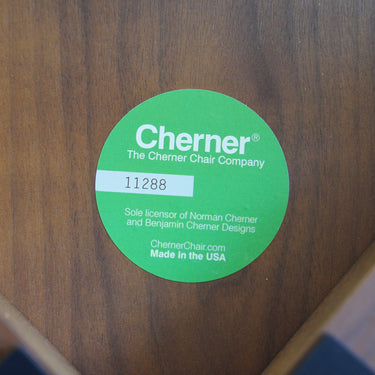 Cherner®
The Cherner Chair Company
11288
Sole licensor of Norman Cherner
and Benjamin Cherner Designs
ChernerChair.com
Made in the USA